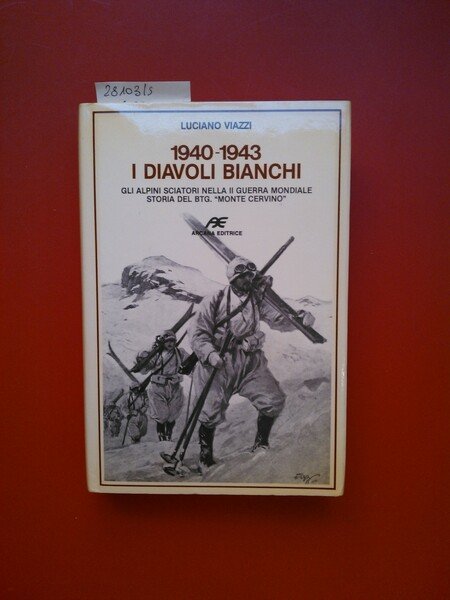 28103/S
LUCIANO VIAZZI
1940-1943
I DIAVOLI BIANCHI
GLI ALPINI SCIATORI NELLA II GUERRA MONDIALE
STORIA DEL BTG. "MONTE CERVINO"
AE
ARCANA EDITRICE